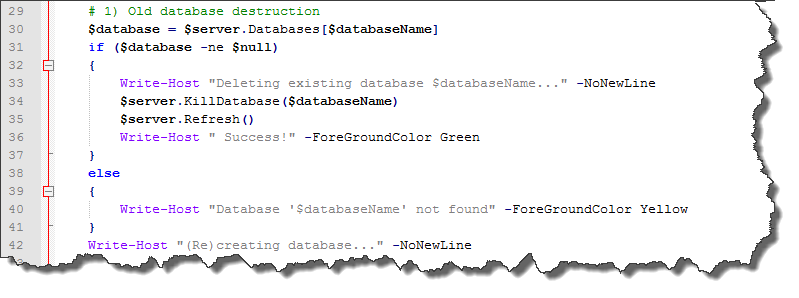 29 # 1) Old database destruction
30 $database = $server.Databases[$databaseName]
31 if ($database -ne $null)
32 {
33 Write-Host "Deleting existing database $databaseName..." -NoNewLine
34 $server.KillDatabase($databaseName)
35 $server.Refresh()
36 Write-Host " Success!" -ForeGroundColor Green
37 }
38 else
39 {
40 Write-Host "Database '$databaseName' not found" -ForeGroundColor Yellow
41 }
42 Write-Host "(Re)creating database..." -NoNewLine